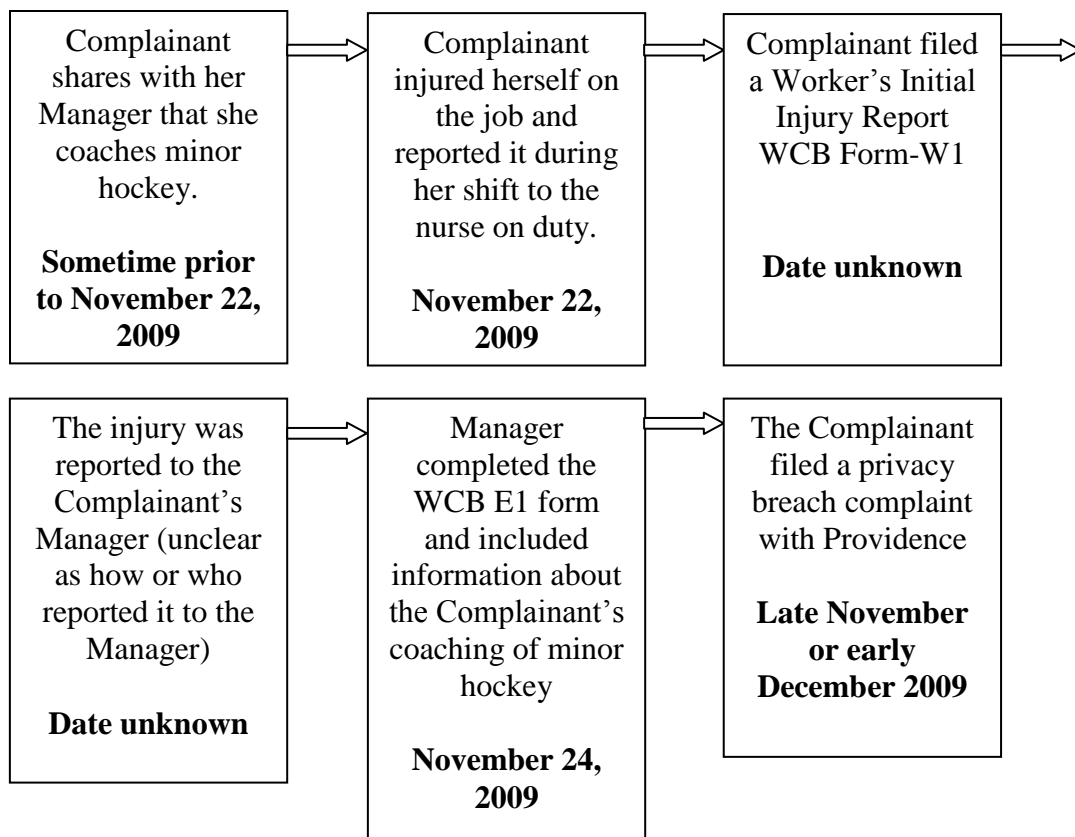 Complainant
shares with her
Manager that she
coaches minor
hockey.
Sometime prior
to November 22,
2009
Complainant
injured herself on
the job and
reported it during
her shift to the
nurse on duty.
November 22,
2009
Complainant filed
a Worker’s Initial
Injury Report
WCB Form-W1
Date unknown
The injury was
reported to the
Complainant’s
Manager (unclear
as how or who
reported it to the
Manager)
Date unknown
Manager
completed the
WCB E1 form
and included
information about
the Complainant’s
coaching of minor
hockey
November 24,
2009
The Complainant
filed a privacy
breach complaint
with Providence
Late November
or early
December 2009